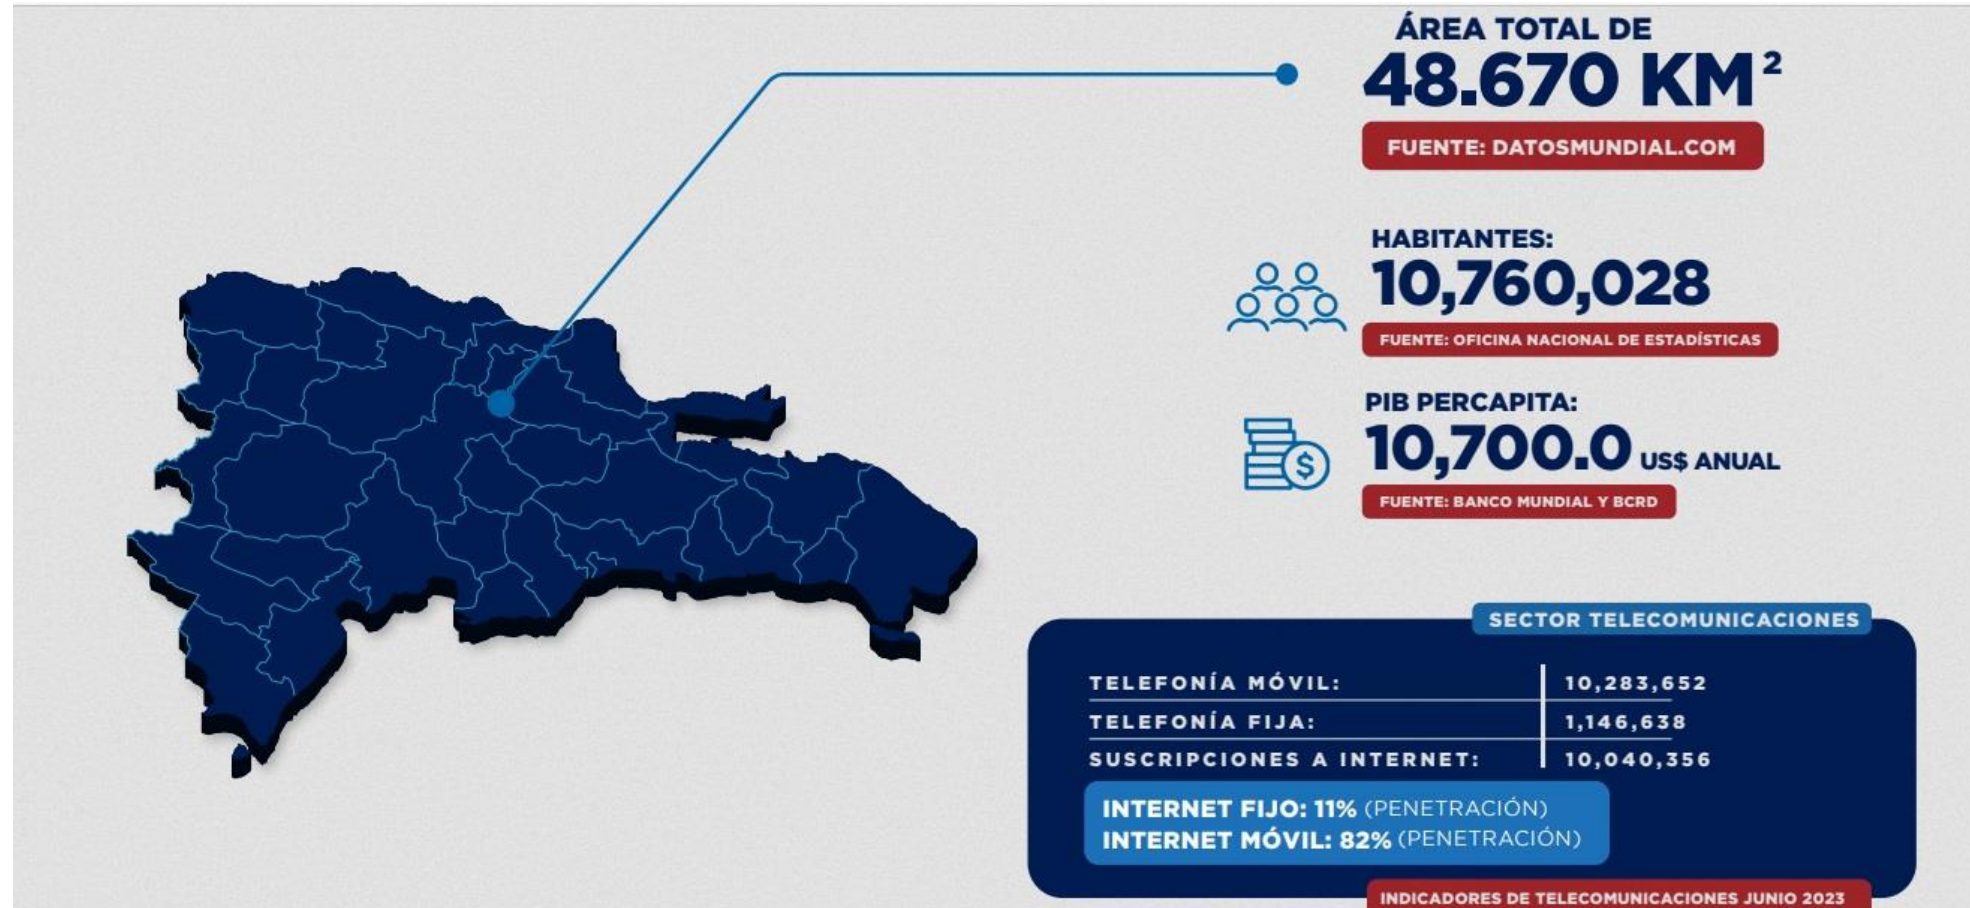 ÁREA TOTAL DE
48.670 KM²
FUENTE: DATOSMUNDIAL.COM
HABITANTES:
10,760,028
FUENTE: OFICINA NACIONAL DE ESTADÍSTICAS
PIB PERCAPITA:
10,700.0 US$ ANUAL
FUENTE: BANCO MUNDIAL Y BCRD
SECTOR TELECOMUNICACIONES
TELEFONÍA MÓVIL: 10,283,652
TELEFONÍA FIJA: 1,146,638
SUSCRIPCIONES A INTERNET: 10,040,356
INTERNET FIJO: 11% (PENETRACIÓN)
INTERNET MÓVIL: 82% (PENETRACIÓN)
INDICADORES DE TELECOMUNICACIONES JUNIO 2023